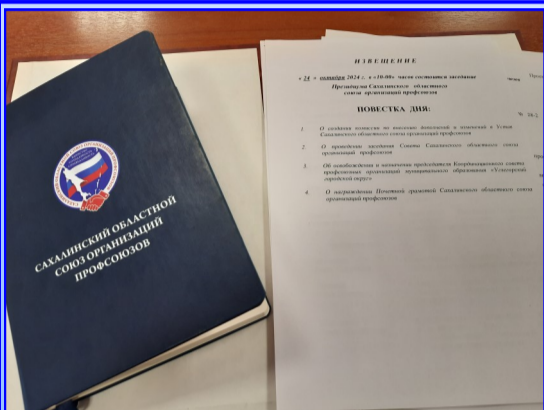 САХАЛИНСКИЙ ОБЛАСТНОЙ
СОЮЗ ОРГАНИЗАЦИЙ
ПРОФСОЮЗОВ
ИЗВЕЩЕНИЕ
« 24 » октября 2024 г. в «10-00» часов состоится заседание
Президиума Сахалинского областного
союза организаций профсоюзов
ПОВЕСТКА ДНЯ:
1. О создании комиссии по внесению дополнений и изменений в Устав
Сахалинского областного союза организаций профсоюзов
2. О проведении заседания Совета Сахалинского областного союза
организаций профсоюзов
3. Об освобождении и назначении председателя Координационного совета
профсоюзных организаций муниципального образования «Углегорский
городской округ»
4. О награждении Почетной грамотой Сахалинского областного союза
организаций профсоюзов